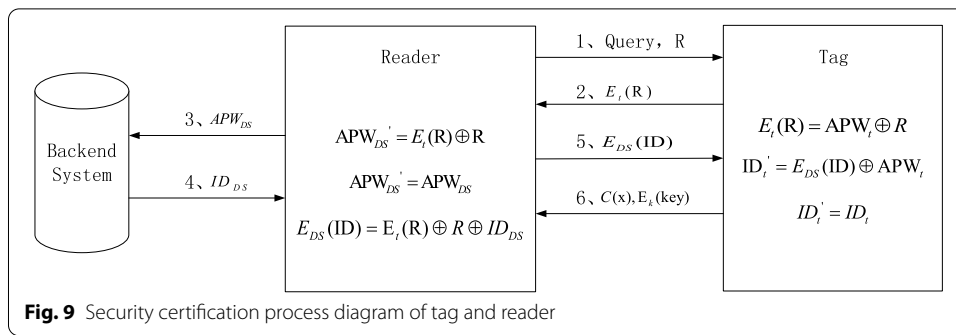 Backend
System
3、APW_DS
4、ID_DS
Reader
APW_DS' = E_t(R)⊕R
APW_DS' = APW_DS
E_DS(ID) = E_t(R)⊕R⊕ID_DS
1、Query, R
2、E_t(R)
5、E_DS(ID)
6、C(x),E_k(key)
Tag
E_t(R) = APW_t⊕R
ID_t' = E_DS(ID)⊕APW_t
ID_t' = ID_t
Fig. 9 Security certification process diagram of tag and reader